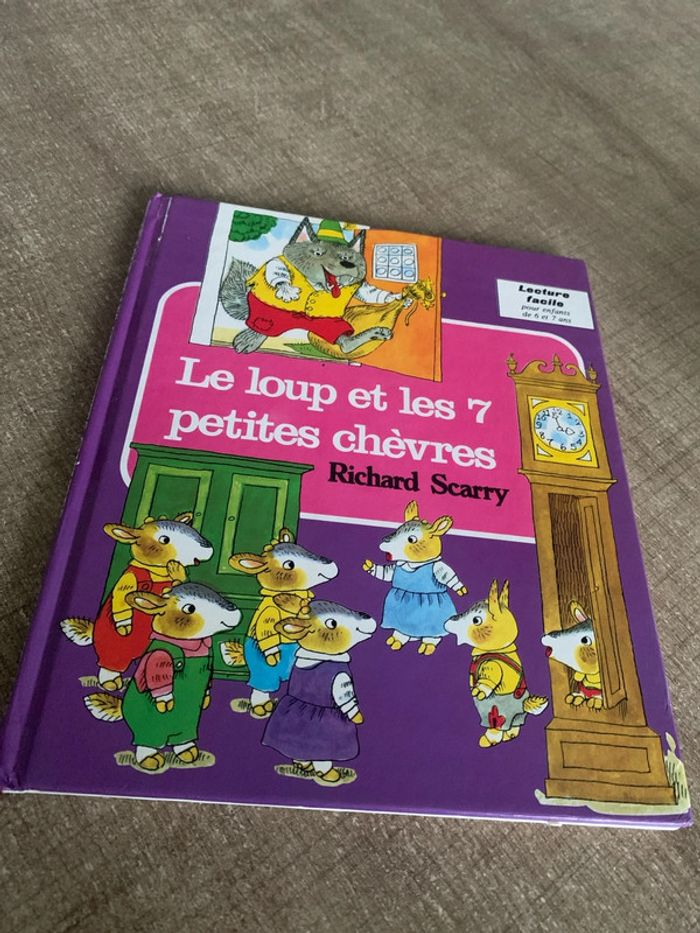 Lecture
facile
pour enfants
de 6 et 7 ans
Le loup et les 7
petites chèvres
Richard Scarry